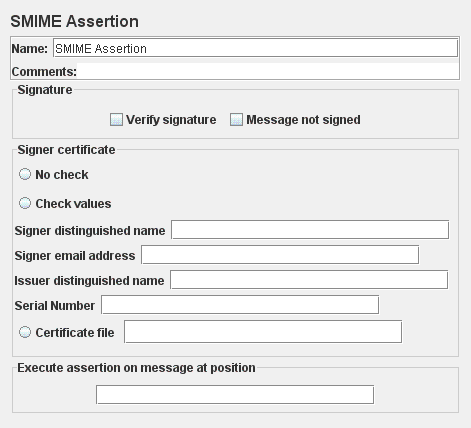 SMIME Assertion
Name: SMIME Assertion
Comments:
Signature
Verify signature Message not signed
Signer certificate
No check
Check values
Signer distinguished name
Signer email address
Issuer distinguished name
Serial Number
Certificate file
Execute assertion on message at position